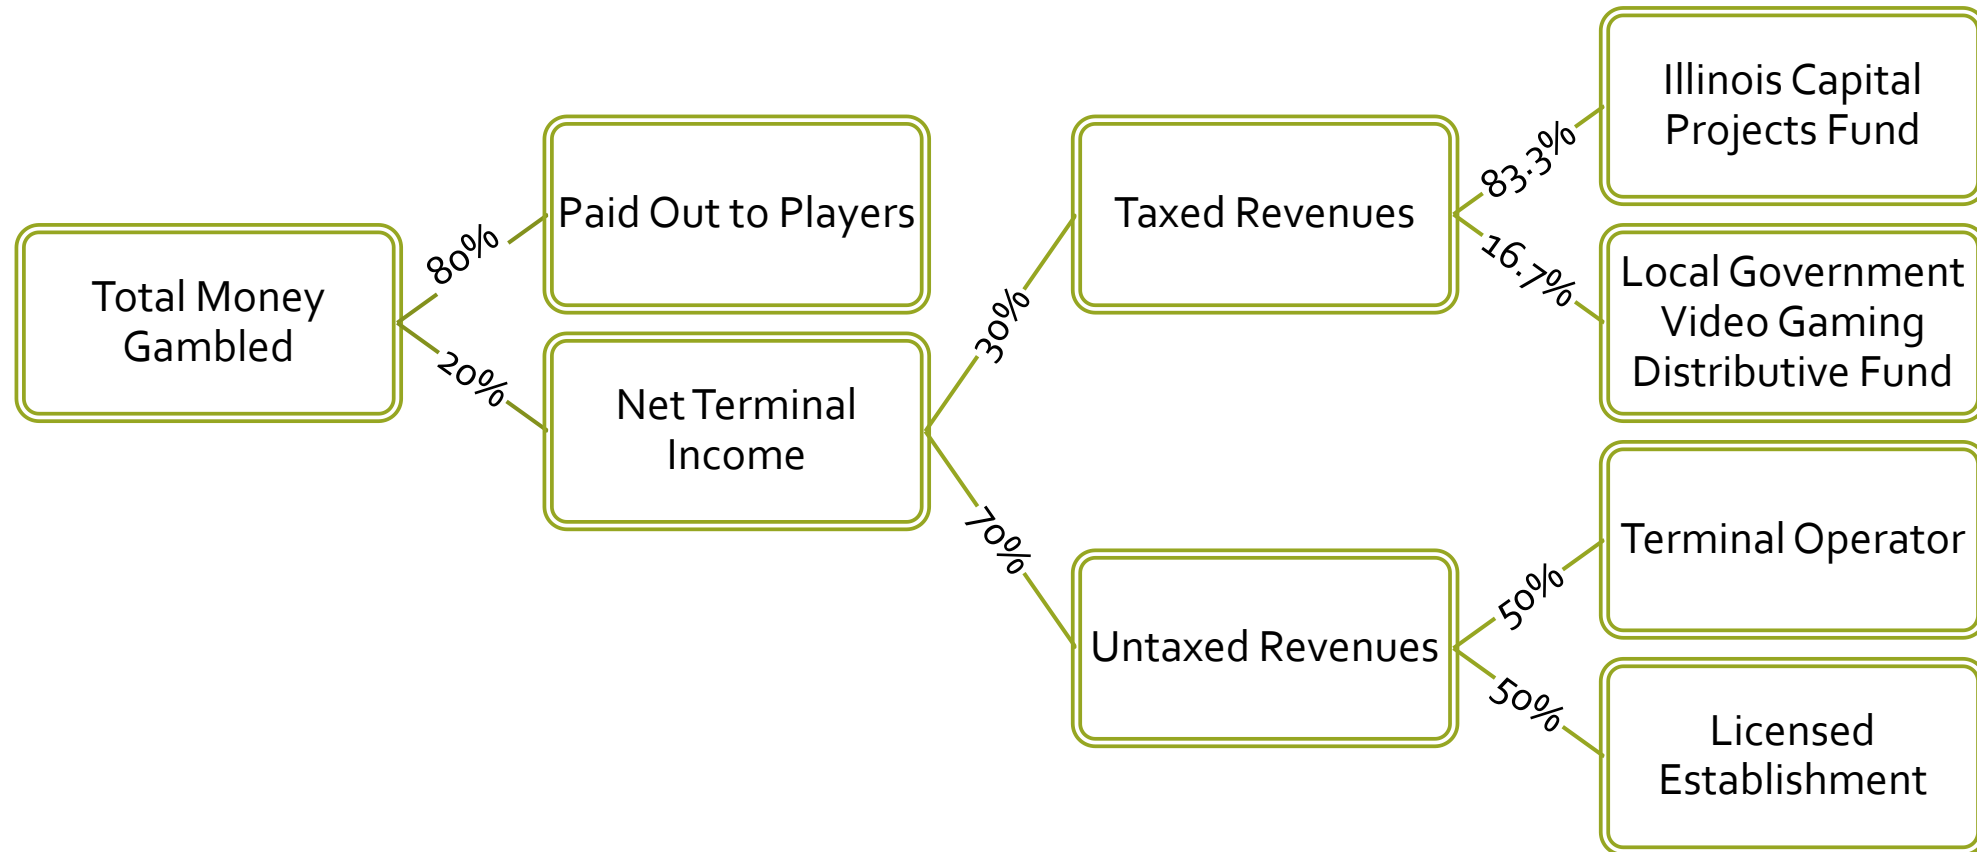 Total Money
Gambled
80%
20%
Paid Out to Players
Net Terminal
Income
30%
70%
Taxed Revenues
Untaxed Revenues
83.3%
16.7%
50%
50%
Illinois Capital
Projects Fund
Local Government
Video Gaming
Distributive Fund
Terminal Operator
Licensed
Establishment